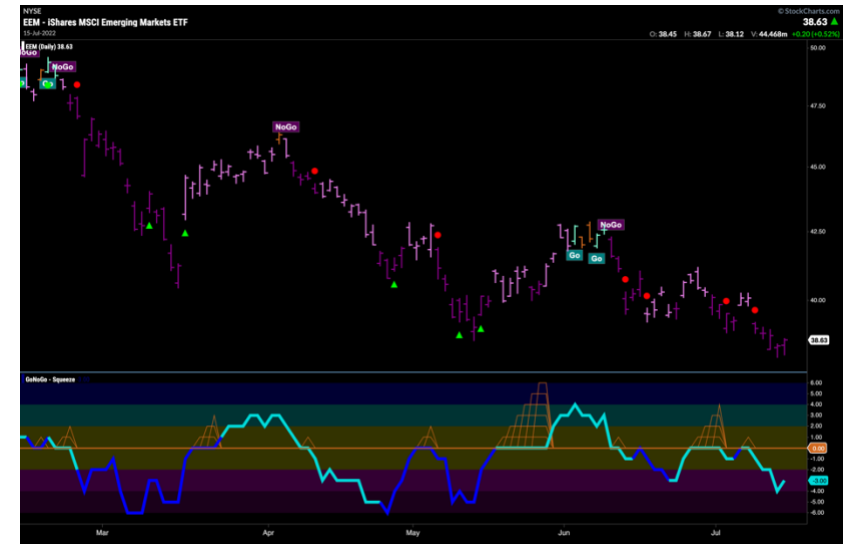 NYSE
© StockCharts.com
EEM - iShares MSCI Emerging Markets ETF
38.63
15-Jul-2022
O: 38.45 H: 38.67 L: 38.12 V: 44.468m +0.20 (+0.52%)
EEM (Daily) 38.63
50.00
NoGo
NoGo
Go
47.50
NoGo
45.00
NoGo
42.50
Go
Go
40.00
38.63
GoNoGo - Squeeze
6.00
5.00
4.00
3.00
2.00
1.00
0.00
-1.00
-2.00
-3.00
-4.00
-5.00
-6.00
Mar
Apr
May
Jun
Jul